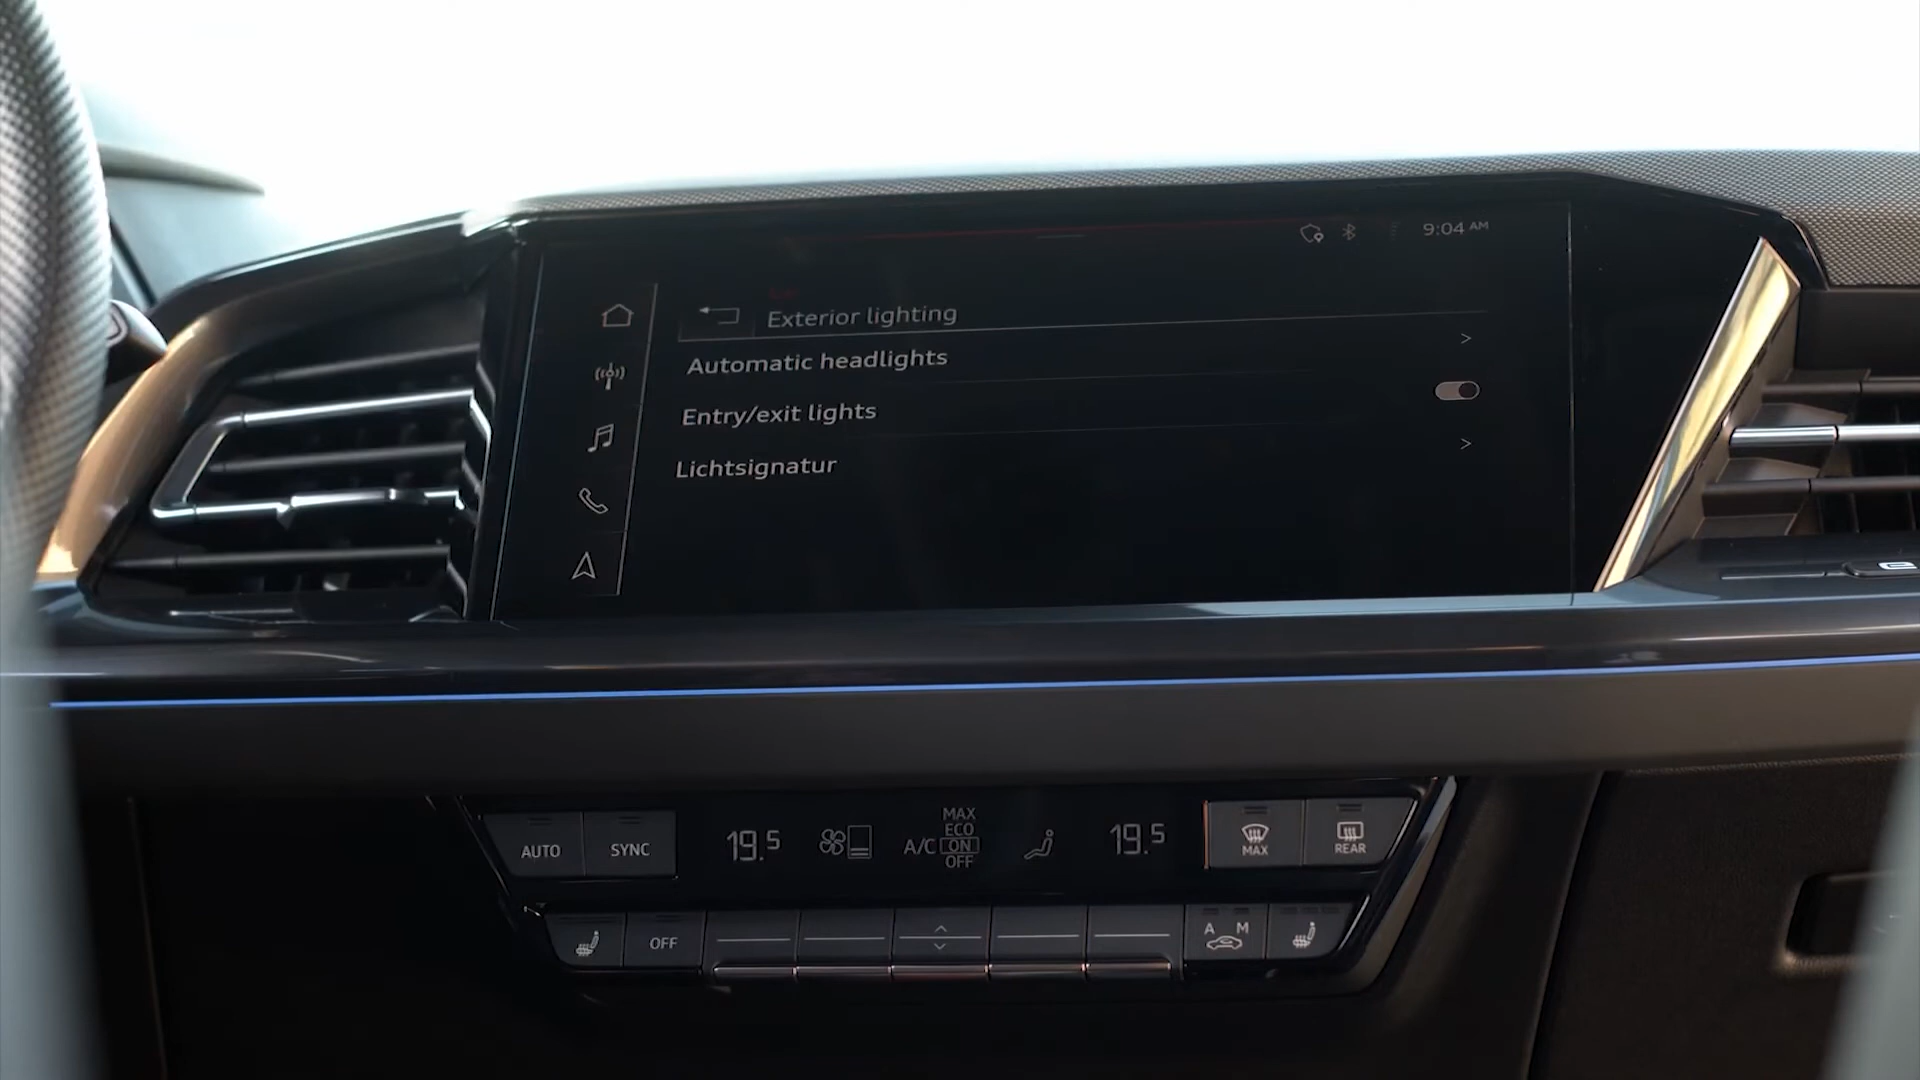 9:04 AM
Exterior lighting
Automatic headlights
Entry/exit lights
Lichtsignatur
AUTO
SYNC
19.5
A/C
MAX
ECO
ON
OFF
19.5
MAX
REAR
OFF
A M